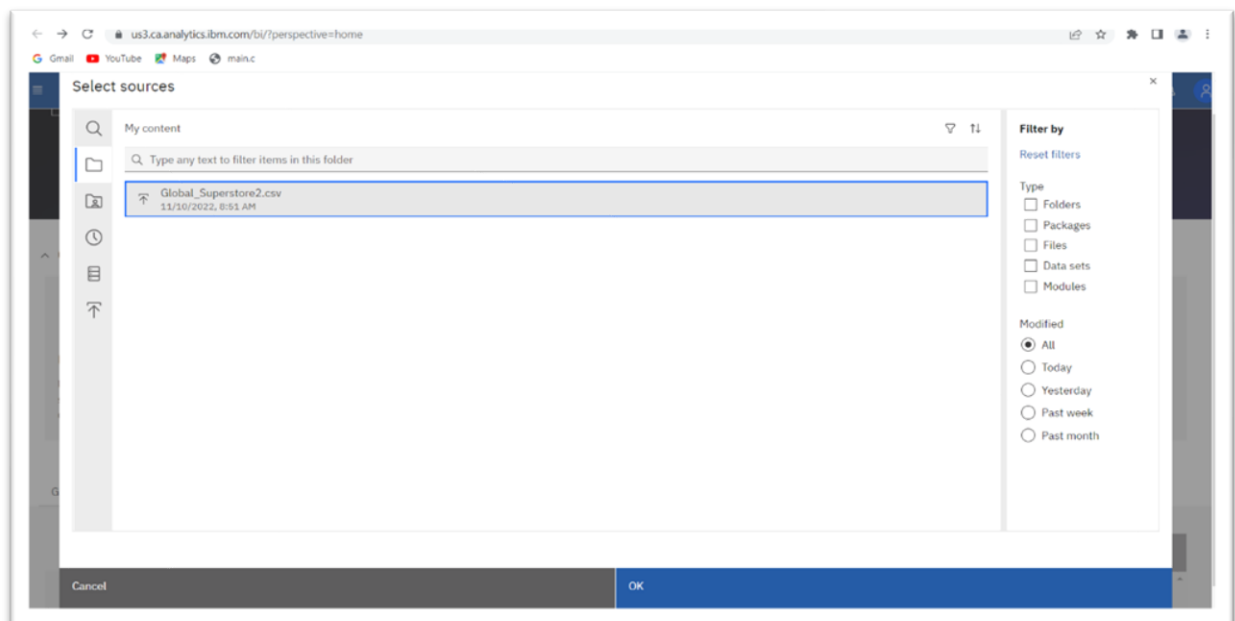 us3.ca.analytics.ibm.com/bi/?perspective=home
Gmail YouTube Maps main.c
Select sources
My content
Type any text to filter items in this folder
Global_Superstore2.csv
11/10/2022, 8:51 AM
Filter by
Reset filters
Type
Folders
Packages
Files
Data sets
Modules
Modified
All
Today
Yesterday
Past week
Past month
G
Cancel OK